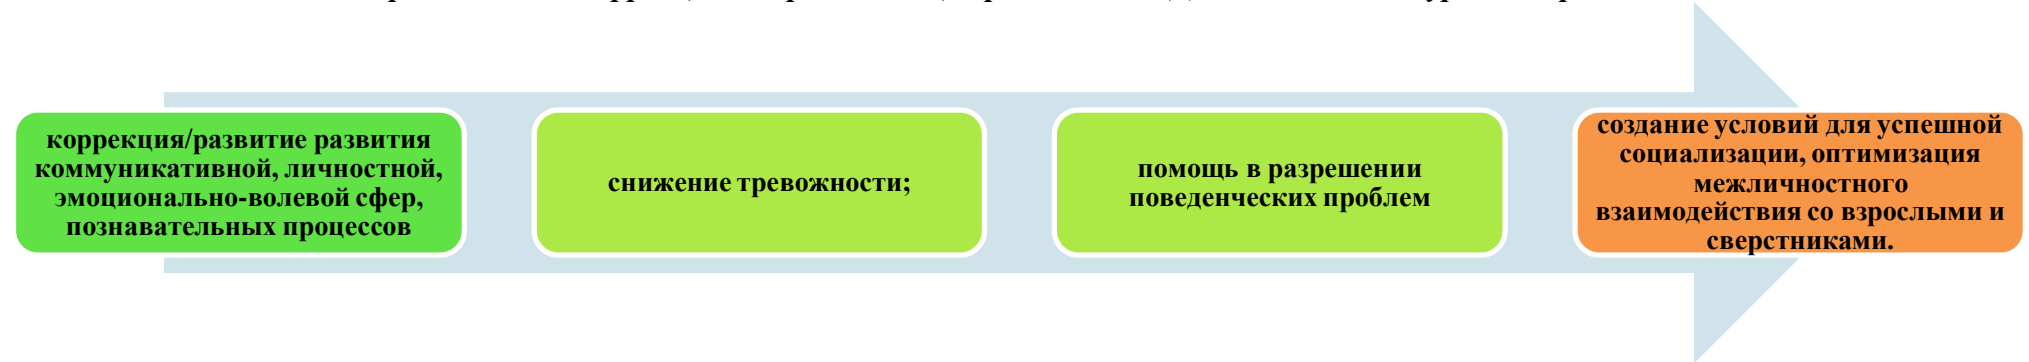 коррекция/развитие развития
коммуникативной, личностной,
эмоционально-волевой сфер,
познавательных процессов
снижение тревожности;
помощь в разрешении
поведенческих проблем
создание условий для успешной
социализации, оптимизация
межличностного
взаимодействия со взрослыми и
сверстниками.